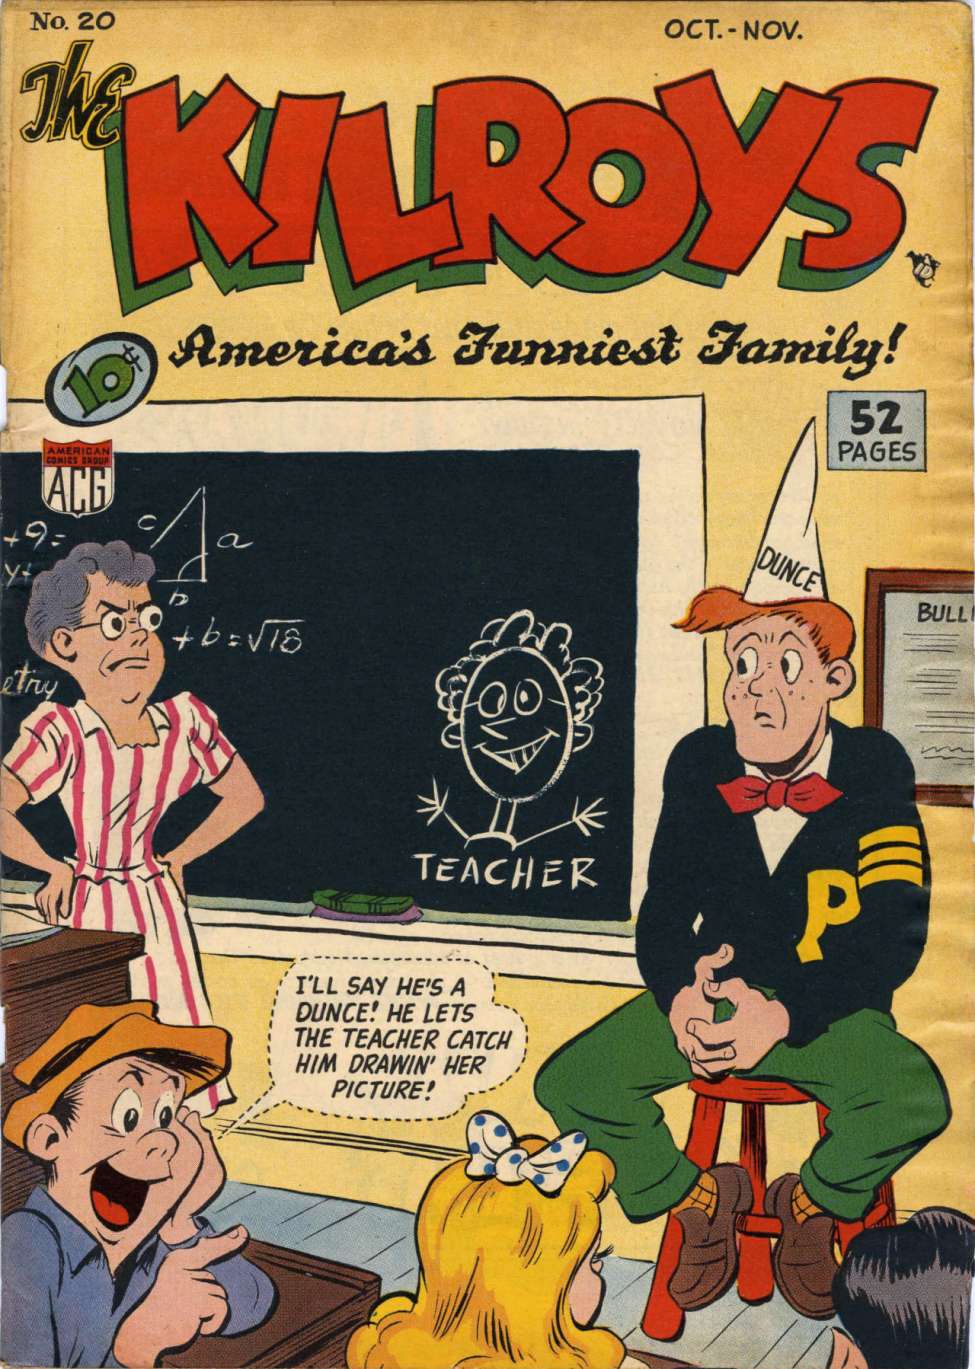 No. 20
OCT.-NOV.
The
KILROYS
America's Funniest Family!
10¢
52
PAGES
AMERICAN
COMICS GROUP
ACG
+9=
y+
c
a
b
+b=√18
etry
DUNCE
BULLI
TEACHER
P
I'LL SAY HE'S A
DUNCE! HE LETS
THE TEACHER CATCH
HIM DRAWIN' HER
PICTURE!